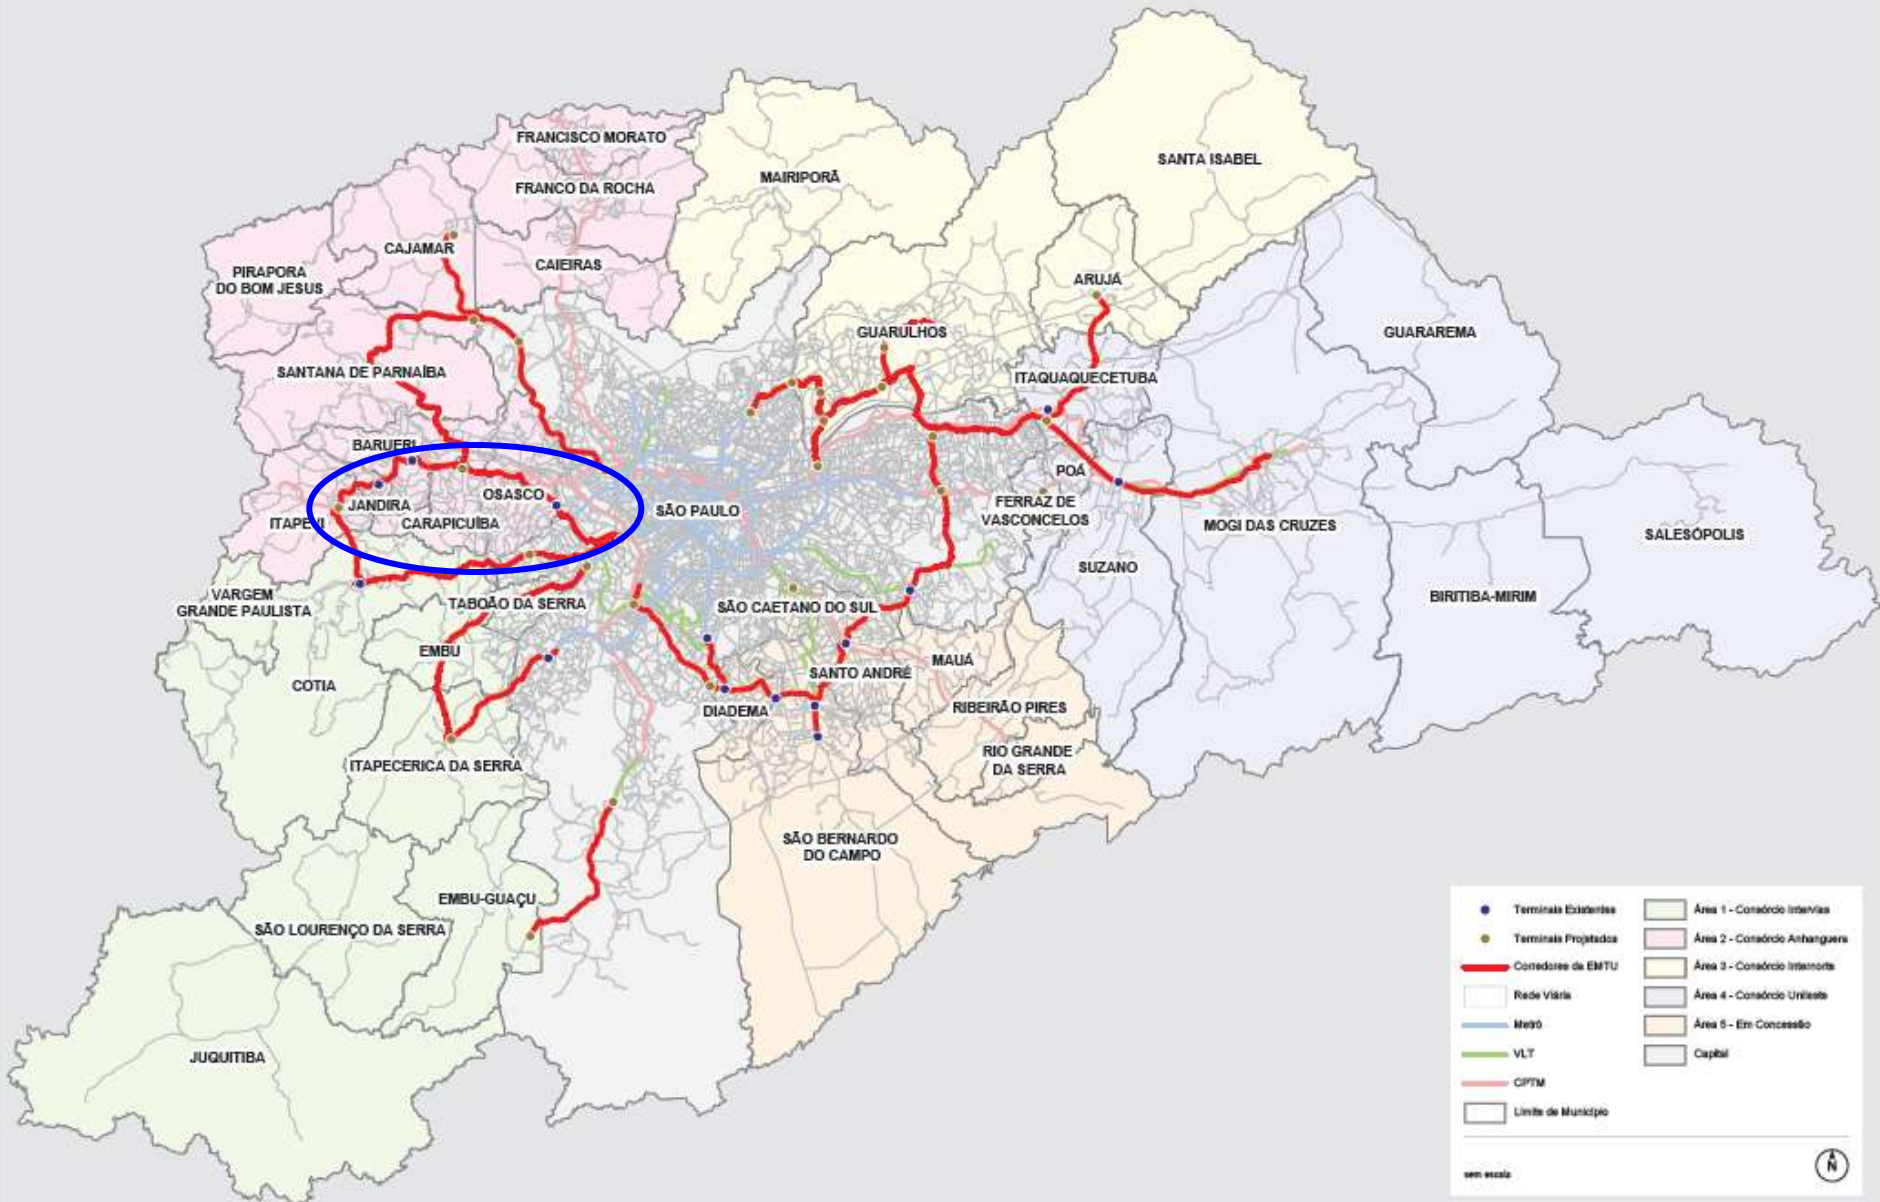 FRANCISCO MORATO
FRANCO DA ROCHA
MAIRIPORÃ
SANTA ISABEL
CAJAMAR
CAIEIRAS
PIRAPORA
DO BOM JESUS
ARUJÁ
GUARULHOS
GUARAREMA
SANTANA DE PARNAÍBA
ITAQUAQUECETUBA
BARUERI
POÁ
OSASCO
JANDIRA
SÃO PAULO
FERRAZ DE
VASCONCELOS
ITAPEVI
CARAPICUÍBA
MOGI DAS CRUZES
SALESÓPOLIS
SUZANO
VARGEM
GRANDE PAULISTA
TABOÃO DA SERRA
SÃO CAETANO DO SUL
BIRITIBA-MIRIM
EMBU
COTIA
SANTO ANDRÉ
MAUÁ
DIADEMA
RIBEIRÃO PIRES
ITAPECERICA DA SERRA
RIO GRANDE
DA SERRA
SÃO BERNARDO
DO CAMPO
EMBU-GUAÇU
SÃO LOURENÇO DA SERRA
JUQUITIBA
Terminais Existentes
Terminais Projetados
Corredores da EMTU
Rede Viária
Metrô
VLT
CPTM
Limite de Município
Área 1 - Consórcio Intervias
Área 2 - Consórcio Anhanguera
Área 3 - Consórcio Internorte
Área 4 - Consórcio Unileste
Área 5 - Em Concessão
Capital
sem escala
N